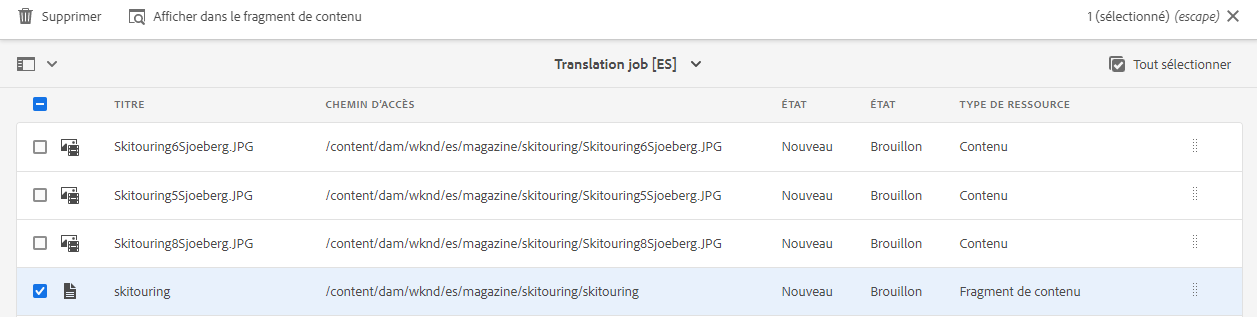 Supprimer Afficher dans le fragment de contenu 1 (sélectionné) (escape)
Translation job [ES] Tout sélectionner
TITRE CHEMIN D'ACCÈS ÉTAT ÉTAT TYPE DE RESSOURCE
Skitouring6Sjoeberg.JPG /content/dam/wknd/es/magazine/skitouring/Skitouring6Sjoeberg.JPG Nouveau Brouillon Contenu
Skitouring5Sjoeberg.JPG /content/dam/wknd/es/magazine/skitouring/Skitouring5Sjoeberg.JPG Nouveau Brouillon Contenu
Skitouring8Sjoeberg.JPG /content/dam/wknd/es/magazine/skitouring/Skitouring8Sjoeberg.JPG Nouveau Brouillon Contenu
skitouring /content/dam/wknd/es/magazine/skitouring/skitouring Nouveau Brouillon Fragment de contenu